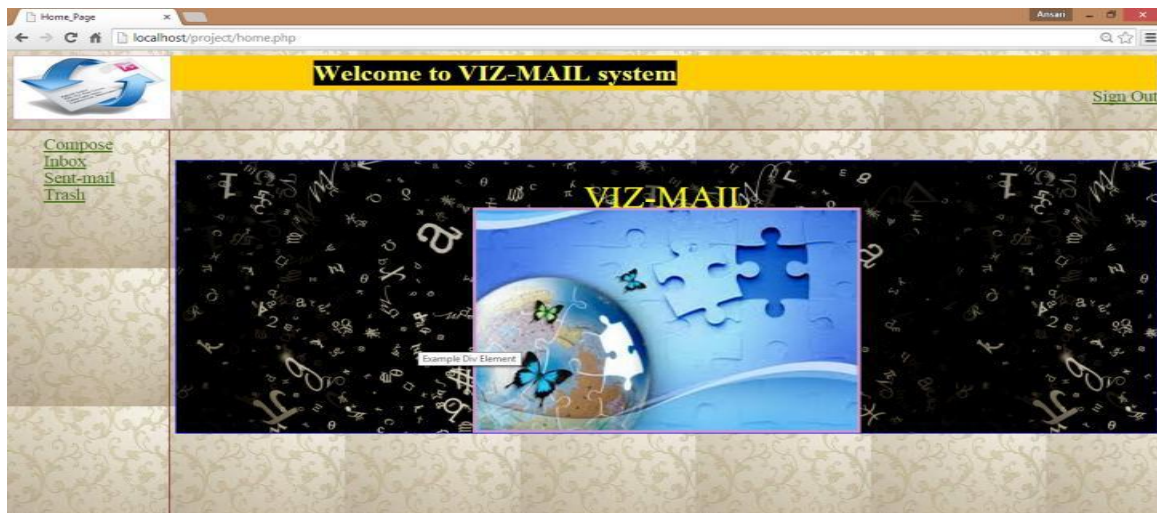 Home_Page
Ansari
localhost/project/home.php
Welcome to VIZ-MAIL system
Sign Out
Compose
Inbox
Sent-mail
Trash
VIZ-MAIL
Example Div Element